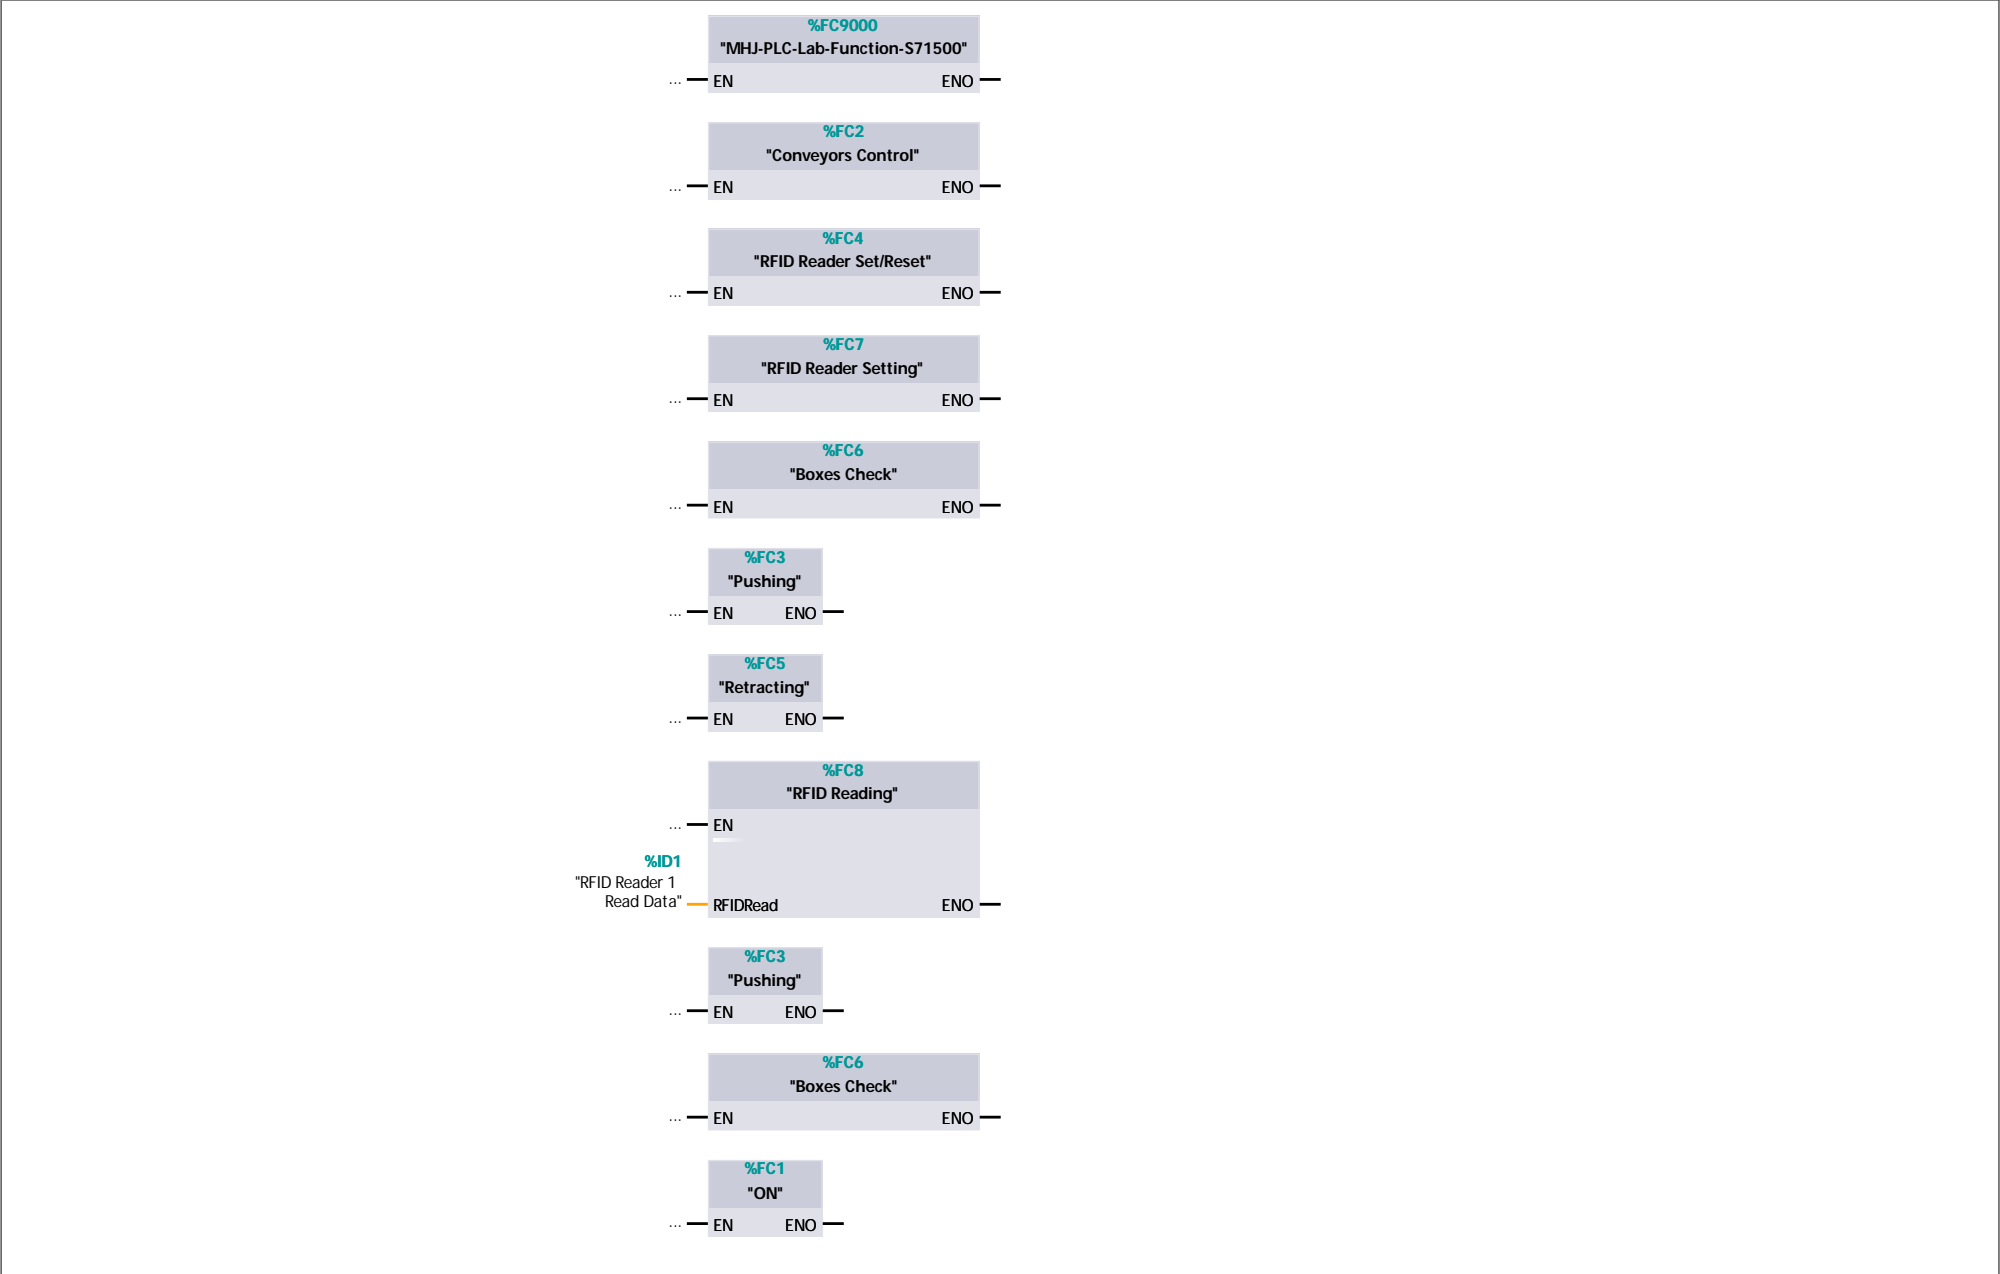 %FC9000
"MHJ-PLC-Lab-Function-S71500"
... EN ENO
%FC2
"Conveyors Control"
... EN ENO
%FC4
"RFID Reader Set/Reset"
... EN ENO
%FC7
"RFID Reader Setting"
... EN ENO
%FC6
"Boxes Check"
... EN ENO
%FC3
"Pushing"
... EN ENO
%FC5
"Retracting"
... EN ENO
%FC8
"RFID Reading"
... EN
%ID1
"RFID Reader 1
Read Data" RFIDRead ENO
%FC3
"Pushing"
... EN ENO
%FC6
"Boxes Check"
... EN ENO
%FC1
"ON"
... EN ENO